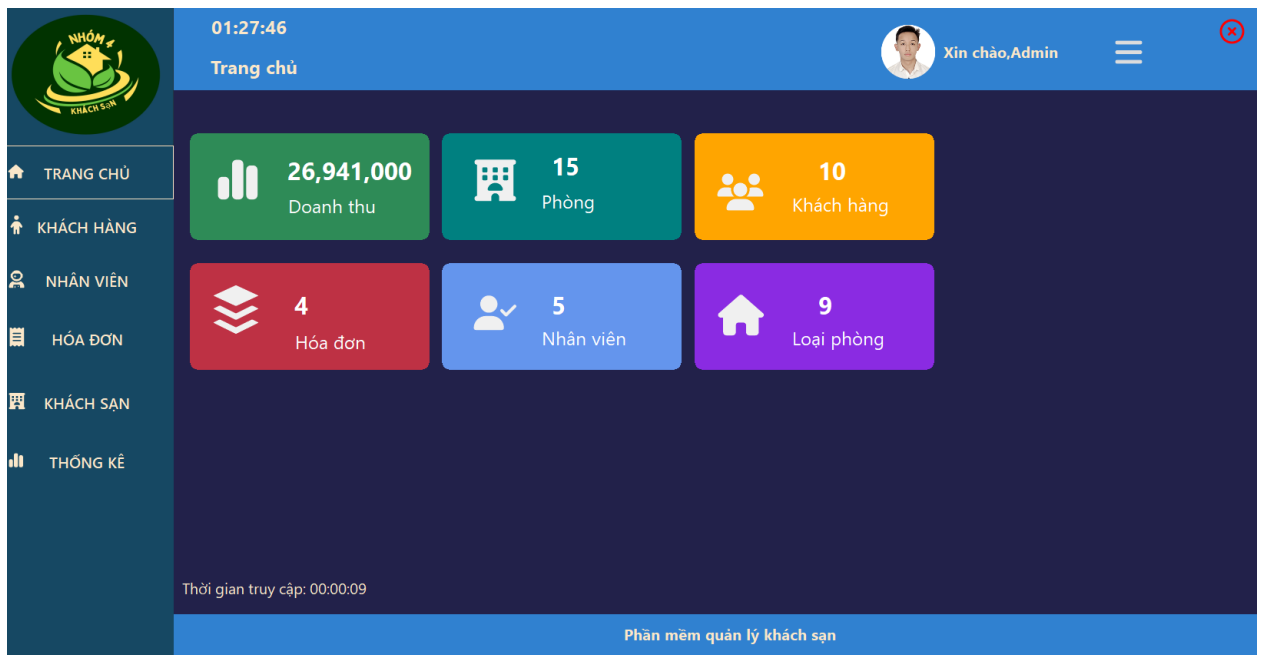 NHÓM 4
KHÁCH SẠN
TRANG CHỦ
KHÁCH HÀNG
NHÂN VIÊN
HÓA ĐƠN
KHÁCH SẠN
THỐNG KÊ
01:27:46
Trang chủ
Xin chào,Admin
26,941,000
Doanh thu
15
Phòng
10
Khách hàng
4
Hóa đơn
5
Nhân viên
9
Loại phòng
Thời gian truy cập: 00:00:09
Phần mềm quản lý khách sạn